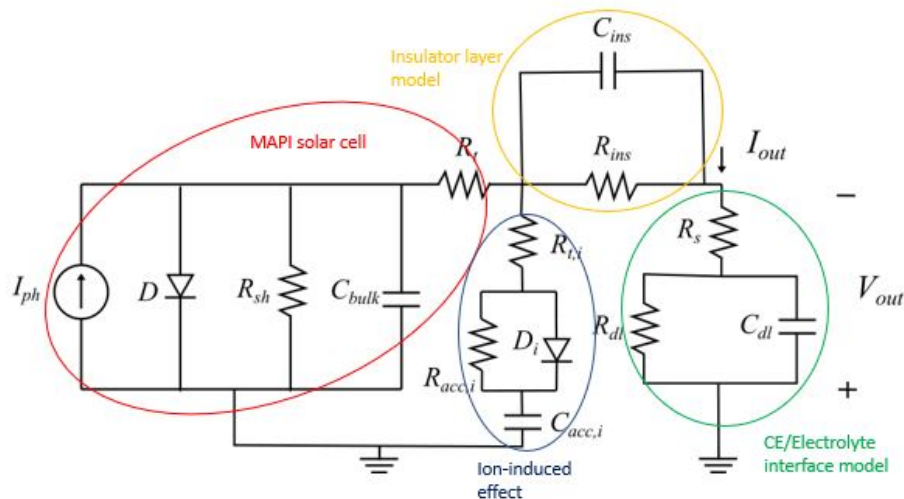 C_ins
Insulator layer
model
MAPI solar cell
R_t
R_ins
I_out
−
R_s
R_t,i
I_ph
D
R_sh
C_bulk
D_i
R_dl
C_dl
V_out
R_acc,i
+
C_acc,i
CE/Electrolyte
interface model
Ion-induced
effect